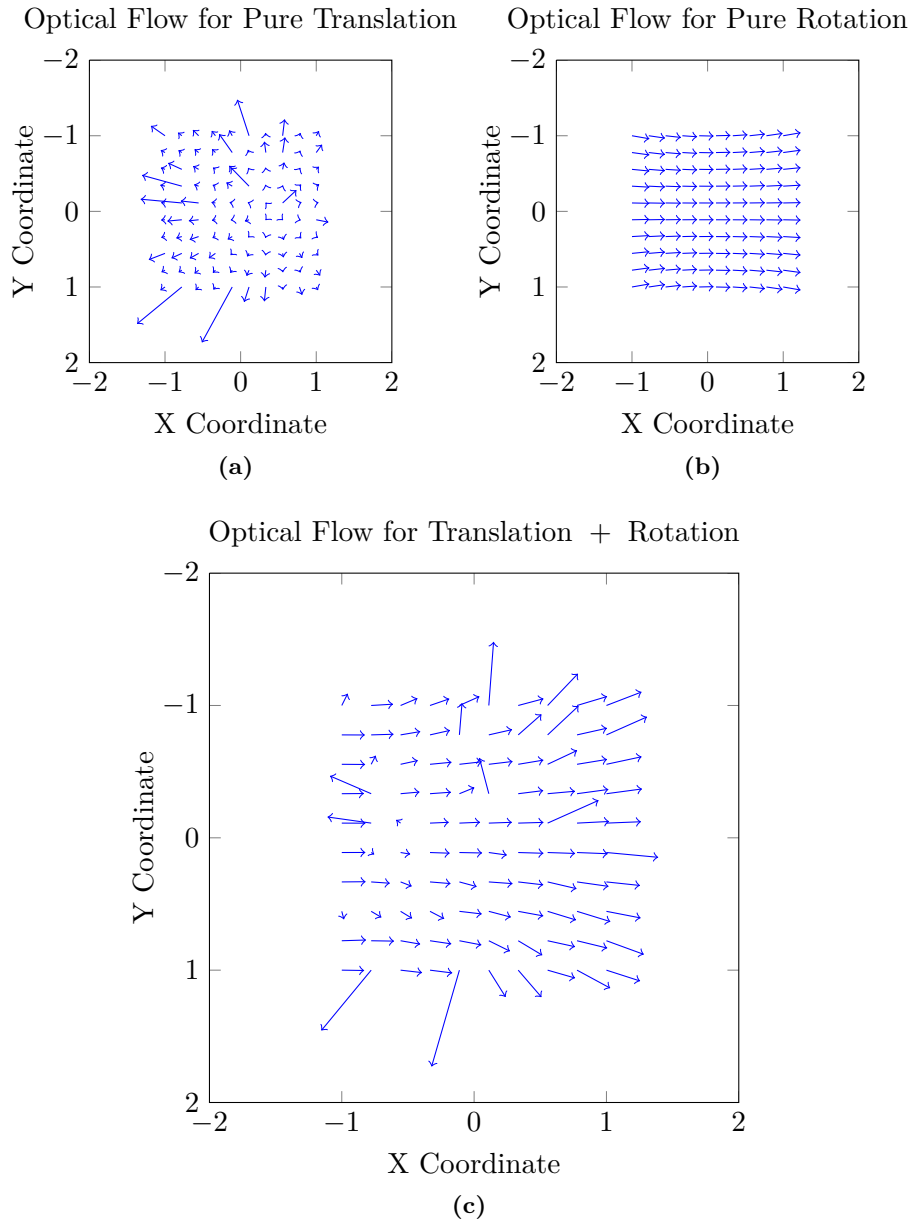 Optical Flow for Pure Translation
−2
−1
0
1
2
Y Coordinate
−2 −1 0 1 2
X Coordinate
(a)
Optical Flow for Pure Rotation
−2
−1
0
1
2
Y Coordinate
−2 −1 0 1 2
X Coordinate
(b)
Optical Flow for Translation + Rotation
−2
−1
0
1
2
Y Coordinate
−2 −1 0 1 2
X Coordinate
(c)